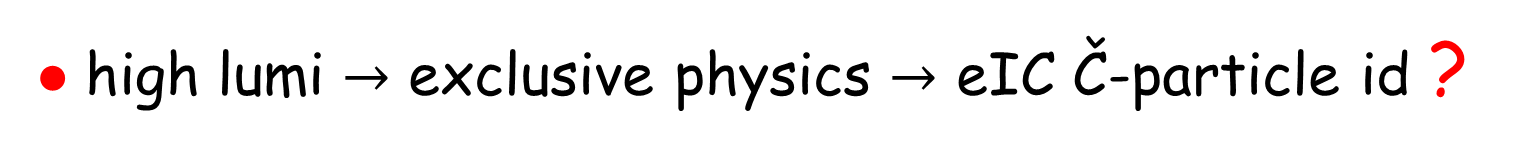 • high lumi → exclusive physics → eIC Č-particle id ?